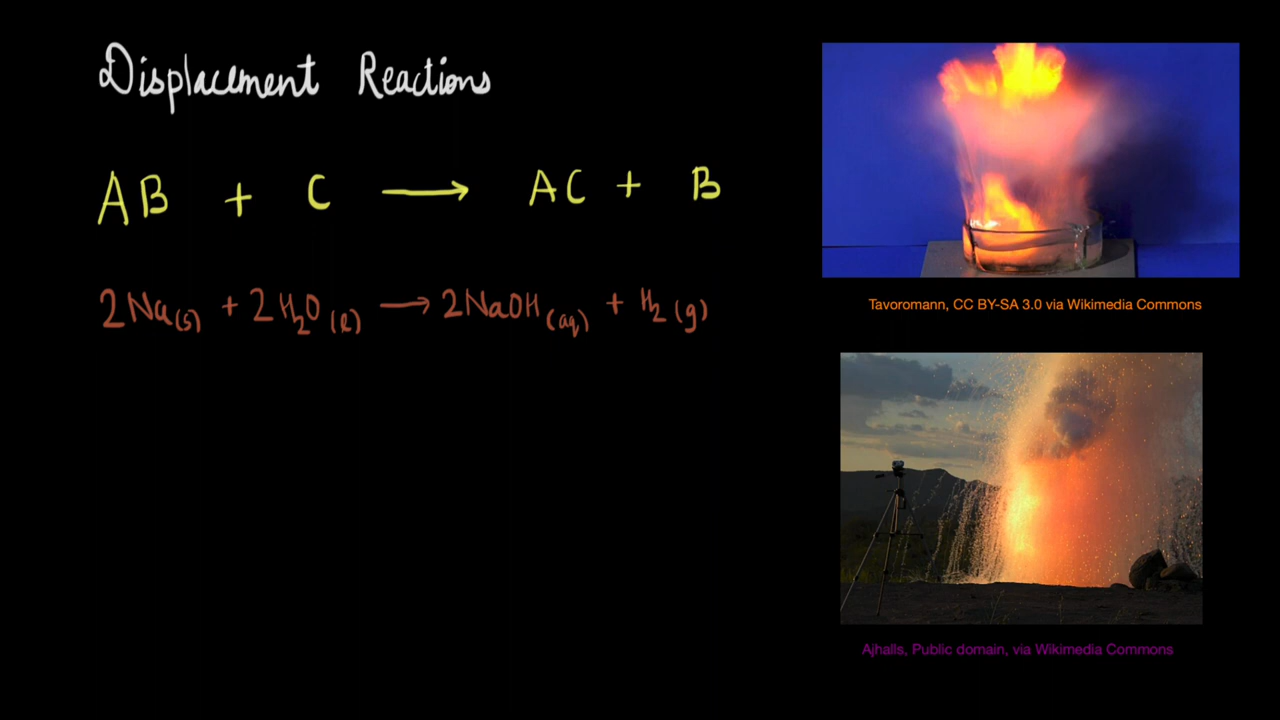 Displacement Reactions
AB + C → AC + B
2Na(s) + 2H₂O(l) → 2NaOH(aq) + H₂(g)
Tavoromann, CC BY-SA 3.0 via Wikimedia Commons
Ajhalls, Public domain, via Wikimedia Commons